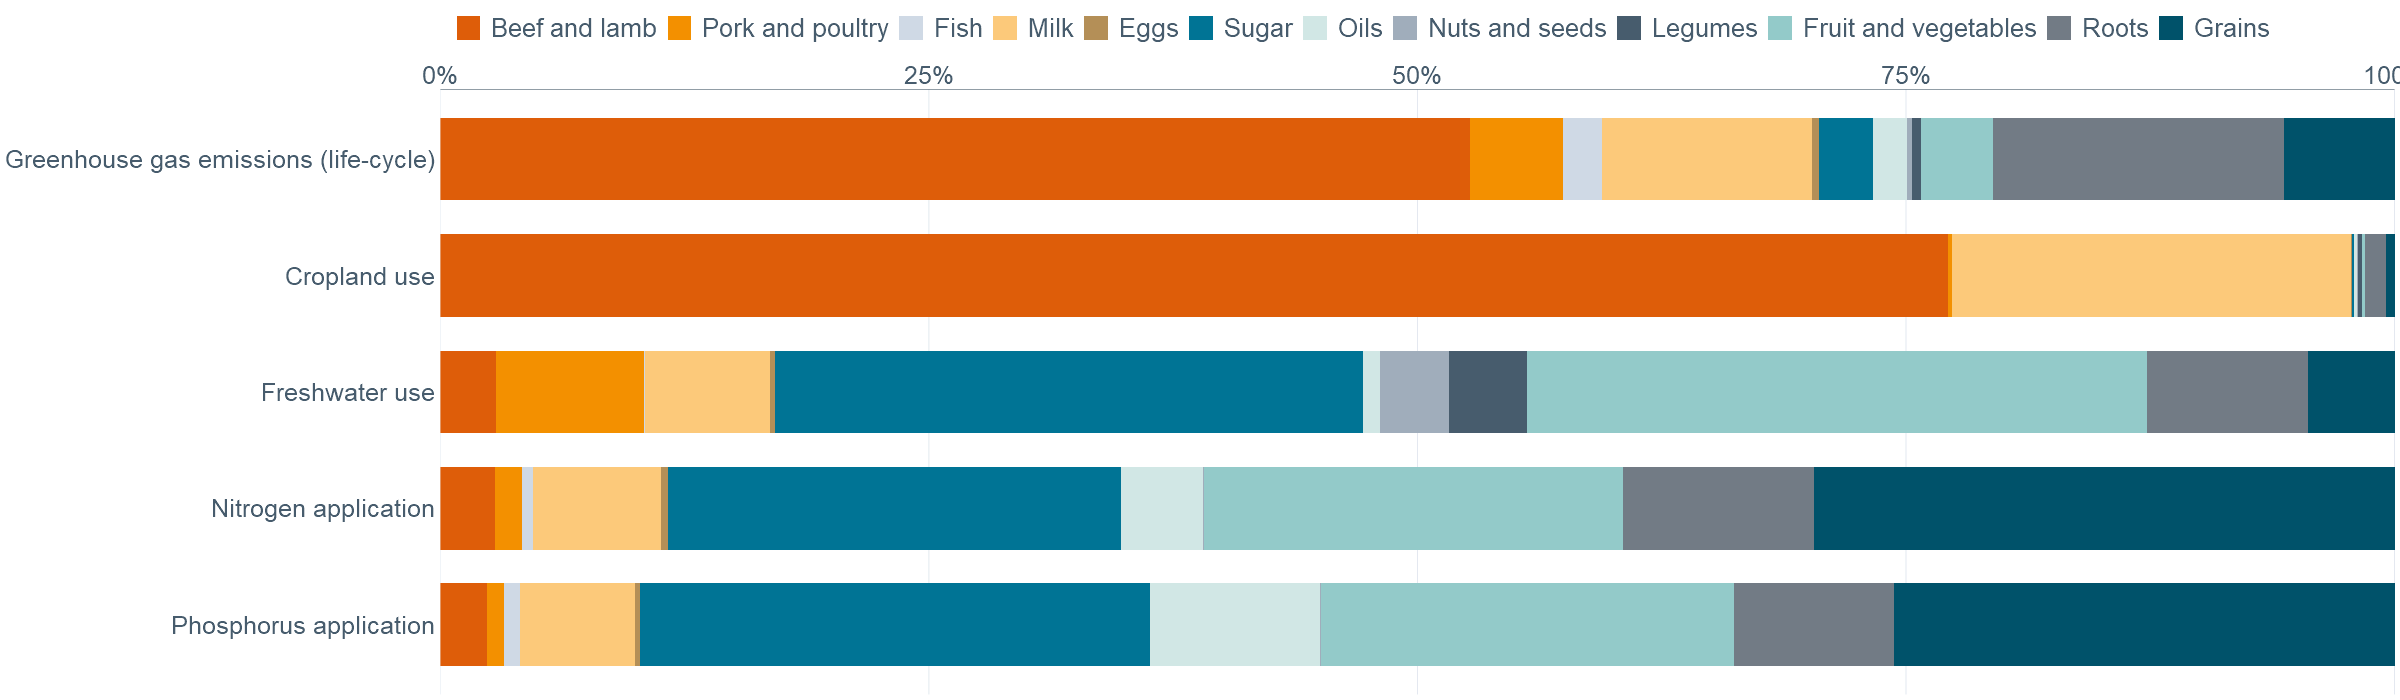 Beef and lamb Pork and poultry Fish Milk Eggs Sugar Oils Nuts and seeds Legumes Fruit and vegetables Roots Grains
0% 25% 50% 75% 100
Greenhouse gas emissions (life-cycle)
Cropland use
Freshwater use
Nitrogen application
Phosphorus application